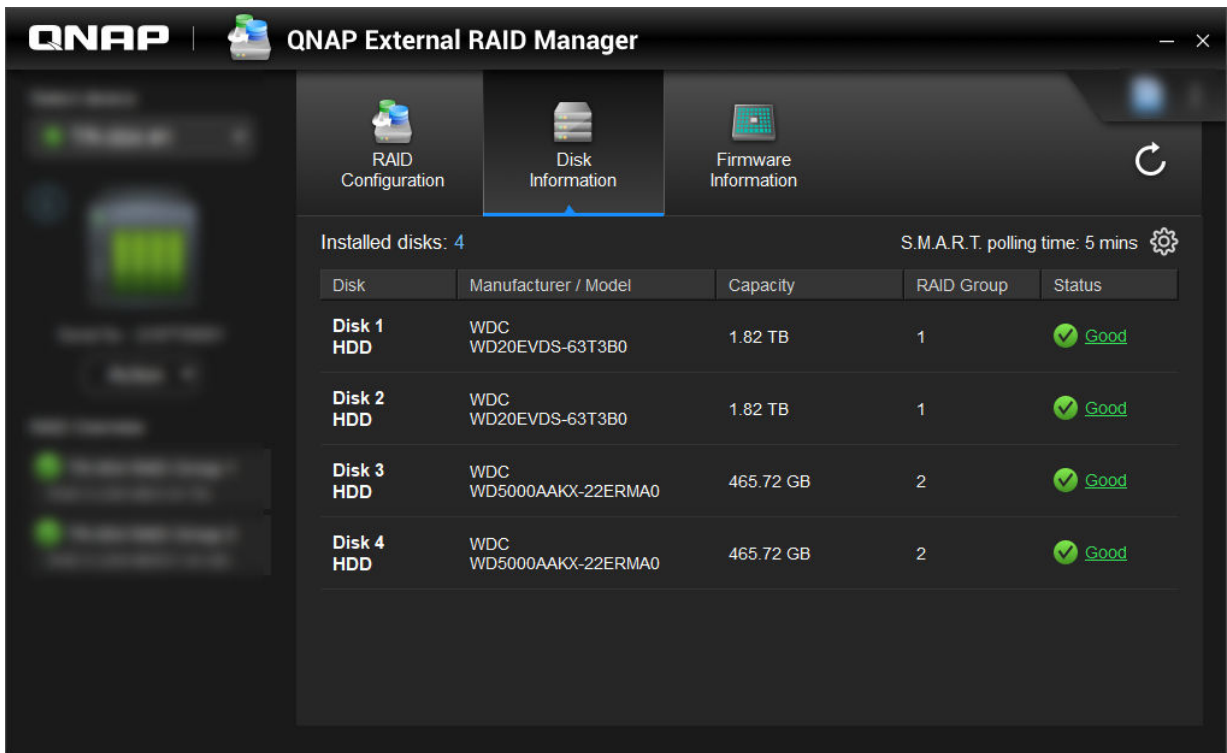 QNAP
QNAP External RAID Manager
RAID
Configuration
Disk
Information
Firmware
Information
Installed disks: 4
S.M.A.R.T. polling time: 5 mins
Disk Manufacturer / Model Capacity RAID Group Status
Disk 1
HDD
WDC
WD20EVDS-63T3B0
1.82 TB
1
Good
Disk 2
HDD
WDC
WD20EVDS-63T3B0
1.82 TB
1
Good
Disk 3
HDD
WDC
WD5000AAKX-22ERMA0
465.72 GB
2
Good
Disk 4
HDD
WDC
WD5000AAKX-22ERMA0
465.72 GB
2
Good